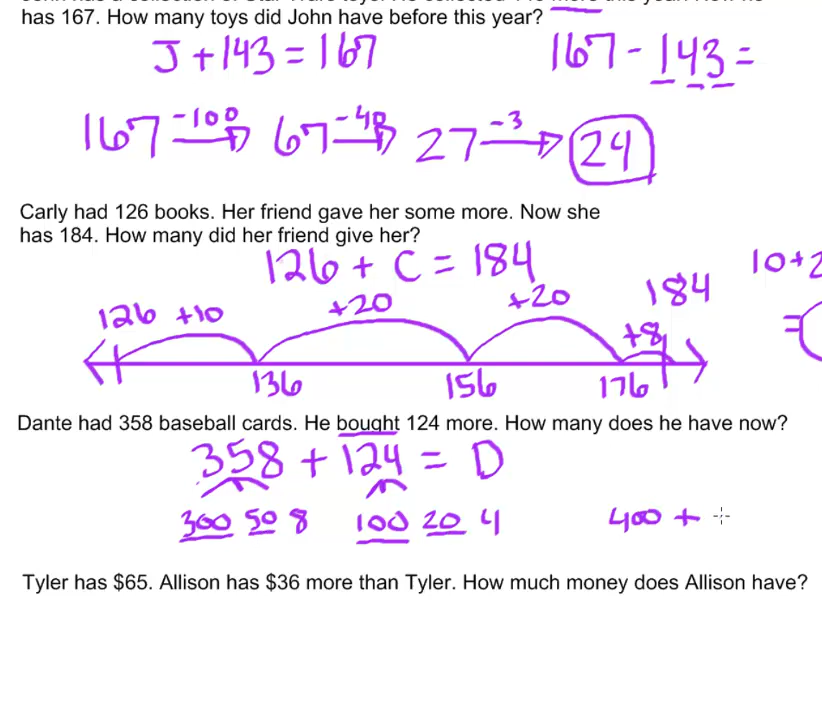 has 167. How many toys did John have before this year?
J + 143 = 167
167 - 143 =
167 -100 67 -40 27 -3 24
Carly had 126 books. Her friend gave her some more. Now she
has 184. How many did her friend give her?
126 + C = 184
10+2
126 +10 +20 +20 +8 184
=
136 156 176
Dante had 358 baseball cards. He bought 124 more. How many does he have now?
358 + 124 = D
300 50 8 100 20 4 400 +
Tyler has $65. Allison has $36 more than Tyler. How much money does Allison have?